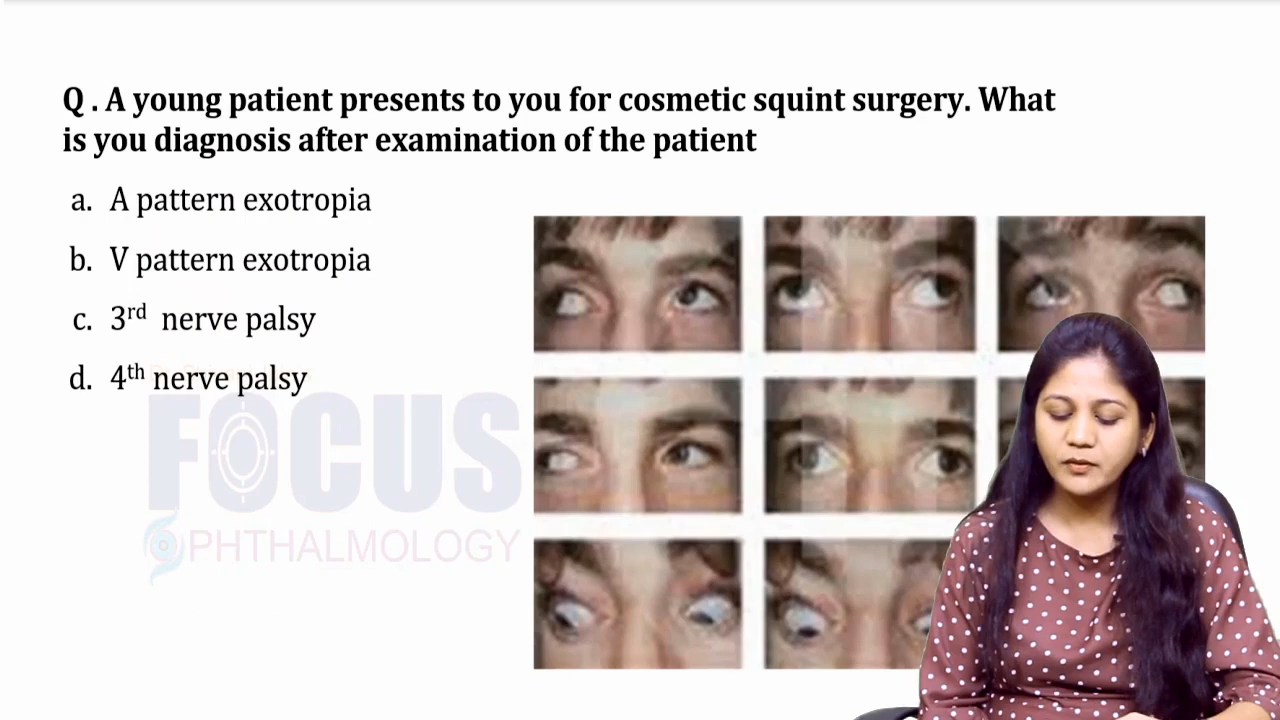 Q . A young patient presents to you for cosmetic squint surgery. What
is you diagnosis after examination of the patient
a. A pattern exotropia
b. V pattern exotropia
c. 3rd nerve palsy
d. 4th nerve palsy
FOCUS
PHTHALMOLOGY